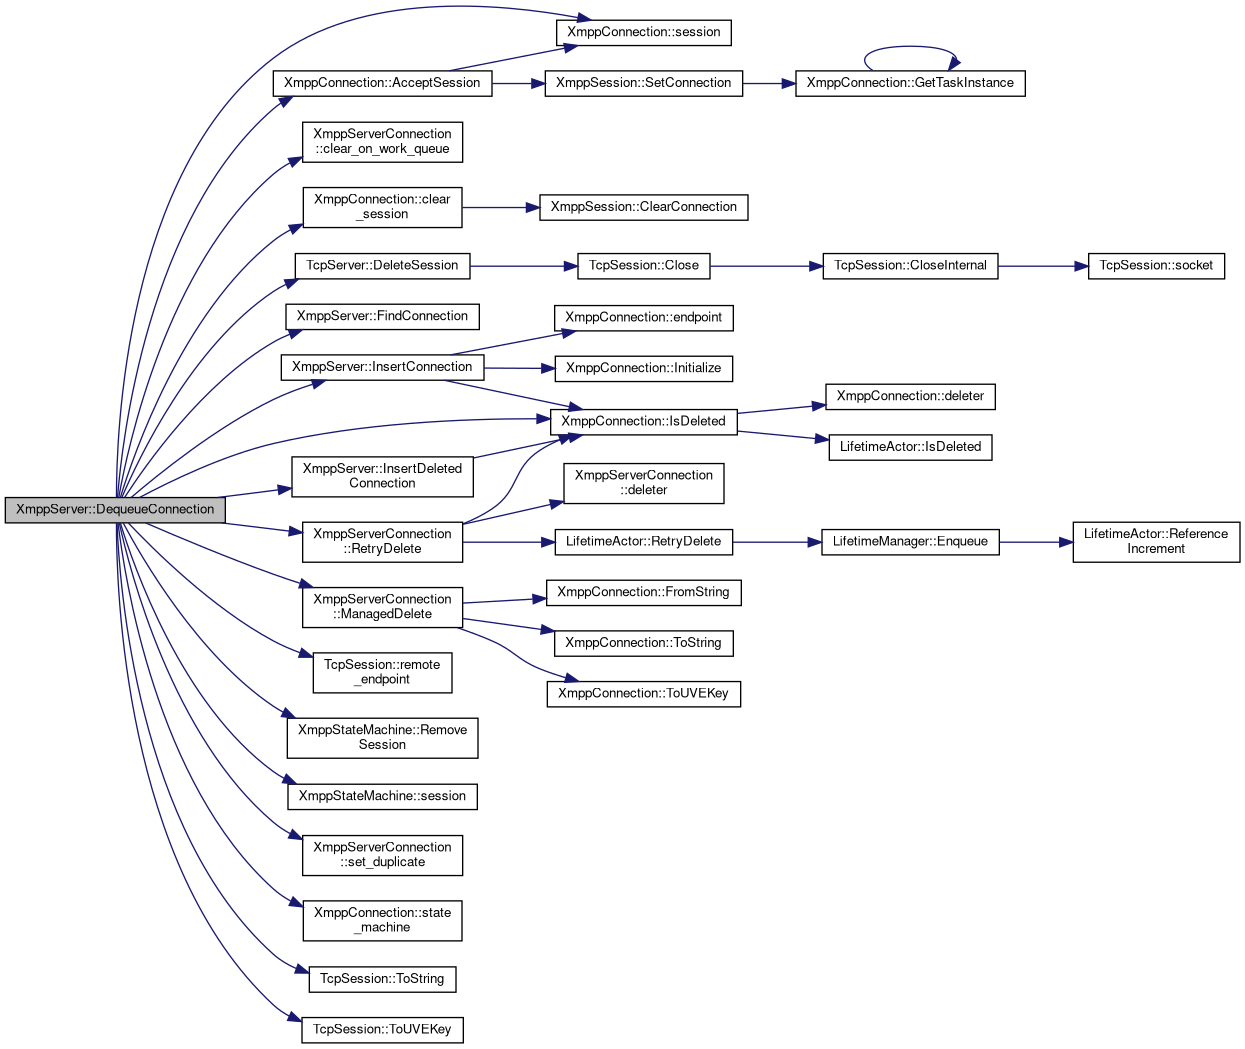 XmppConnection::session
XmppConnection::AcceptSession
XmppSession::SetConnection
XmppConnection::GetTaskInstance
XmppServerConnection
::clear_on_work_queue
XmppConnection::clear
_session
XmppSession::ClearConnection
TcpServer::DeleteSession
TcpSession::Close
TcpSession::CloseInternal
TcpSession::socket
XmppServer::FindConnection
XmppConnection::endpoint
XmppServer::InsertConnection
XmppConnection::Initialize
XmppConnection::IsDeleted
XmppConnection::deleter
LifetimeActor::IsDeleted
XmppServer::InsertDeleted
Connection
XmppServerConnection
::deleter
XmppServer::DequeueConnection
XmppServerConnection
::RetryDelete
LifetimeActor::RetryDelete
LifetimeManager::Enqueue
LifetimeActor::Reference
Increment
XmppServerConnection
::ManagedDelete
XmppConnection::FromString
XmppConnection::ToString
XmppConnection::ToUVEKey
TcpSession::remote
_endpoint
XmppStateMachine::Remove
Session
XmppStateMachine::session
XmppServerConnection
::set_duplicate
XmppConnection::state
_machine
TcpSession::ToString
TcpSession::ToUVEKey